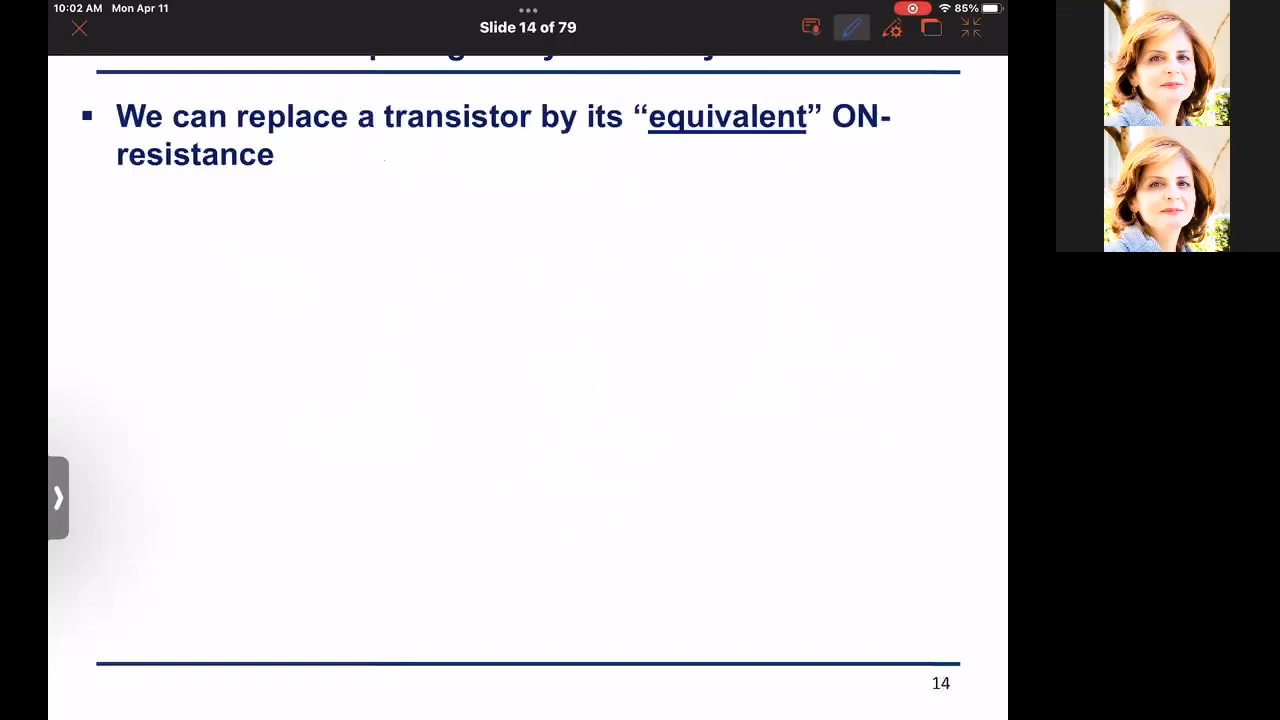 10:02 AM Mon Apr 11
85%
Slide 14 of 79
▪ We can replace a transistor by its “equivalent” ON-
resistance
14